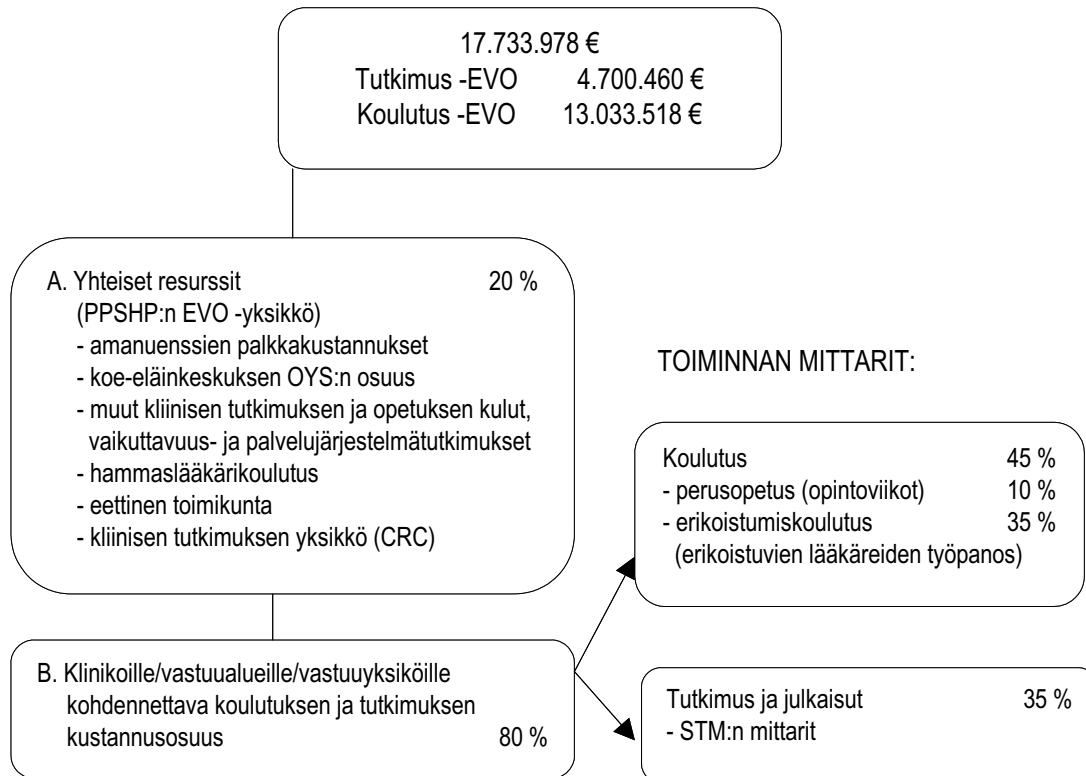 17.733.978 €
Tutkimus -EVO 4.700.460 €
Koulutus -EVO 13.033.518 €
A. Yhteiset resurssit 20 %
(PPSHP:n EVO -yksikkö)
- amanuenssien palkkakustannukset
- koe-eläinkeskuksen OYS:n osuus
- muut kliinisen tutkimuksen ja opetuksen kulut,
vaikuttavuus- ja palvelujärjestelmätutkimukset
- hammaslääkärikoulutus
- eettinen toimikunta
- kliinisen tutkimuksen yksikkö (CRC)
B. Klinikoille/vastuualueille/vastuuyksiköille
kohdennettava koulutuksen ja tutkimuksen
kustannusosuus 80 %
TOIMINNAN MITTARIT:
Koulutus 45 %
- perusopetus (opintoviikot) 10 %
- erikoistumiskoulutus 35 %
(erikoistuvien lääkäreiden työpanos)
Tutkimus ja julkaisut 35 %
- STM:n mittarit